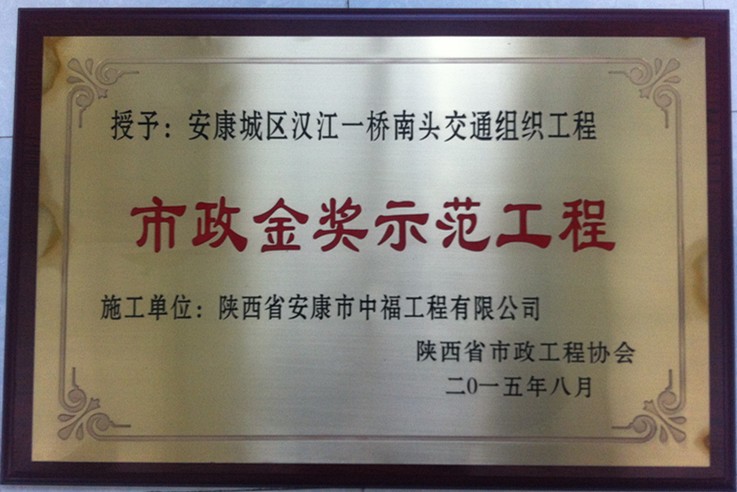 授予：安康城区汉江一桥南头交通组织工程
市政金奖示范工程
施工单位：陕西省安康市中福工程有限公司
陕西省市政工程协会
二0一五年八月